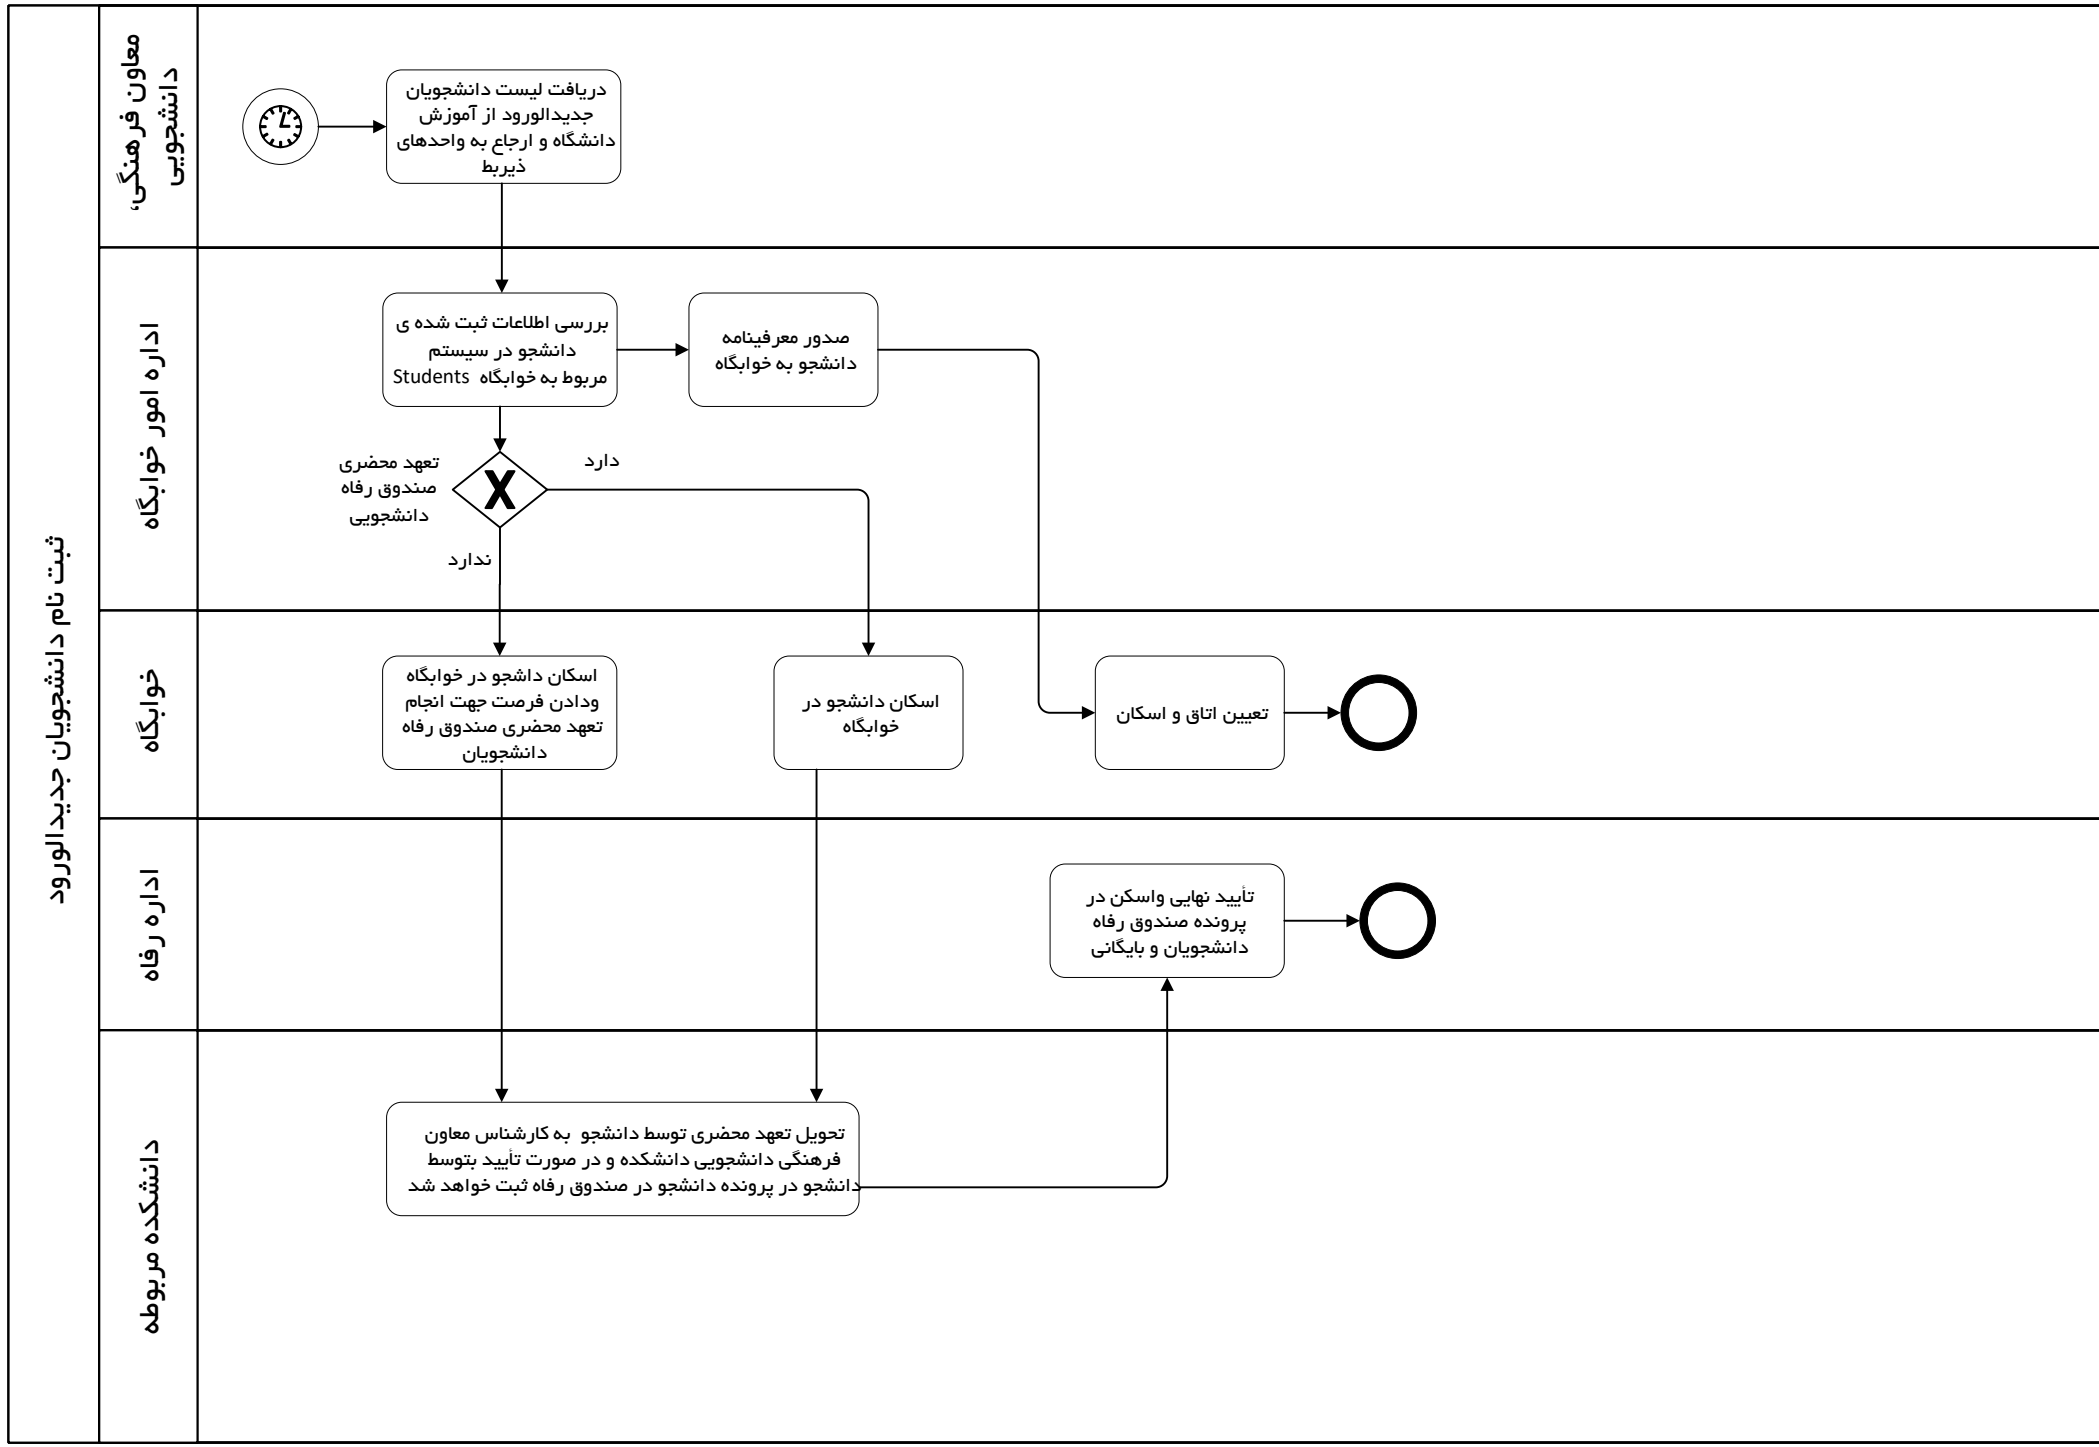 ثبت نام دانشجویان جدیدالورود
معاون فرهنگی،
دانشجویی
دریافت لیست دانشجویان
جدیدالورود از آموزش
دانشگاه و ارجاع به واحدهای
ذیربط
اداره امور خوابگاه
بررسی اطلاعات ثبت شده ی
دانشجو در سیستم
مربوط به خوابگاه Students
صدور معرفینامه
دانشجو به خوابگاه
تعهد محضری
صندوق رفاه
دانشجویی
دارد
ندارد
خوابگاه
اسکان داشجو در خوابگاه
ودادن فرصت جهت انجام
تعهد محضری صندوق رفاه
دانشجویان
اسکان دانشجو در
خوابگاه
تعیین اتاق و اسکان
اداره رفاه
تأیید نهایی واسکن در
پرونده صندوق رفاه
دانشجویان و بایگانی
دانشکده مربوطه
تحویل تعهد محضری توسط دانشجو به کارشناس معاون
فرهنگی دانشجویی دانشکده و در صورت تأیید بتوسط
دانشجو در پرونده دانشجو در صندوق رفاه ثبت خواهد شد